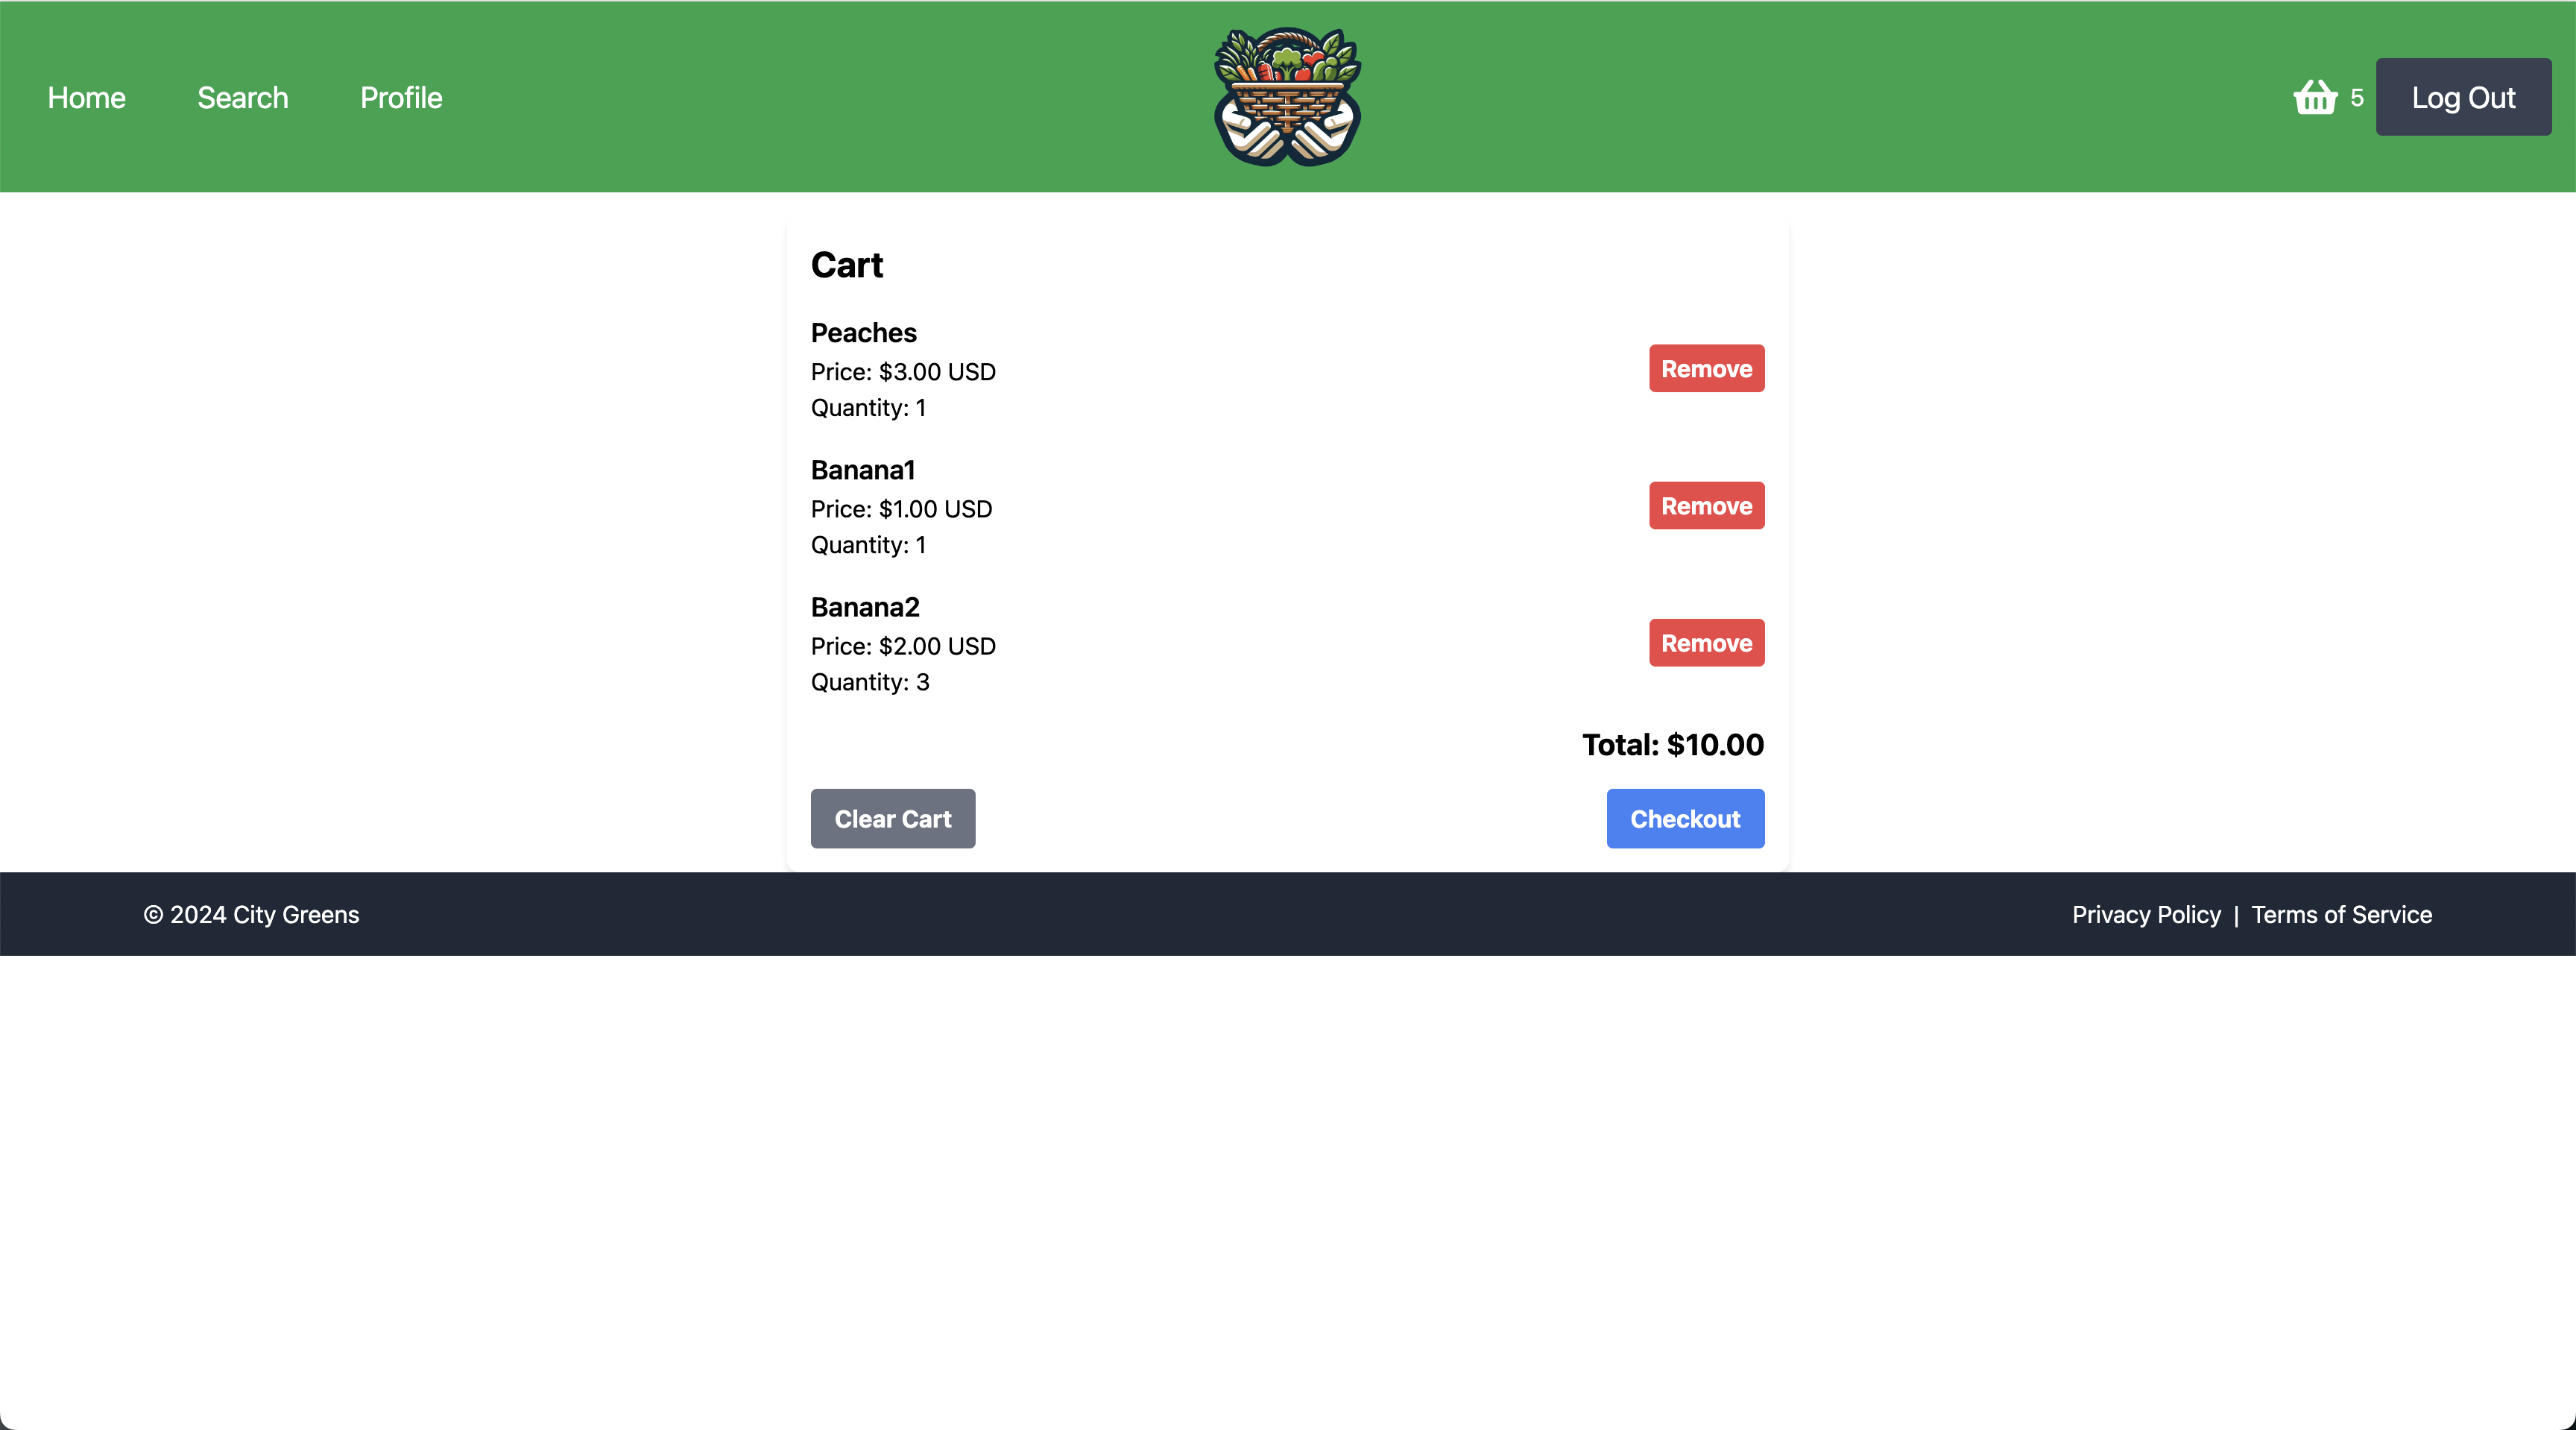 Home Search Profile 5 Log Out
Cart
Peaches
Price: $3.00 USD
Quantity: 1
Remove
Banana1
Price: $1.00 USD
Quantity: 1
Remove
Banana2
Price: $2.00 USD
Quantity: 3
Remove
Total: $10.00
Clear Cart Checkout
© 2024 City Greens Privacy Policy | Terms of Service